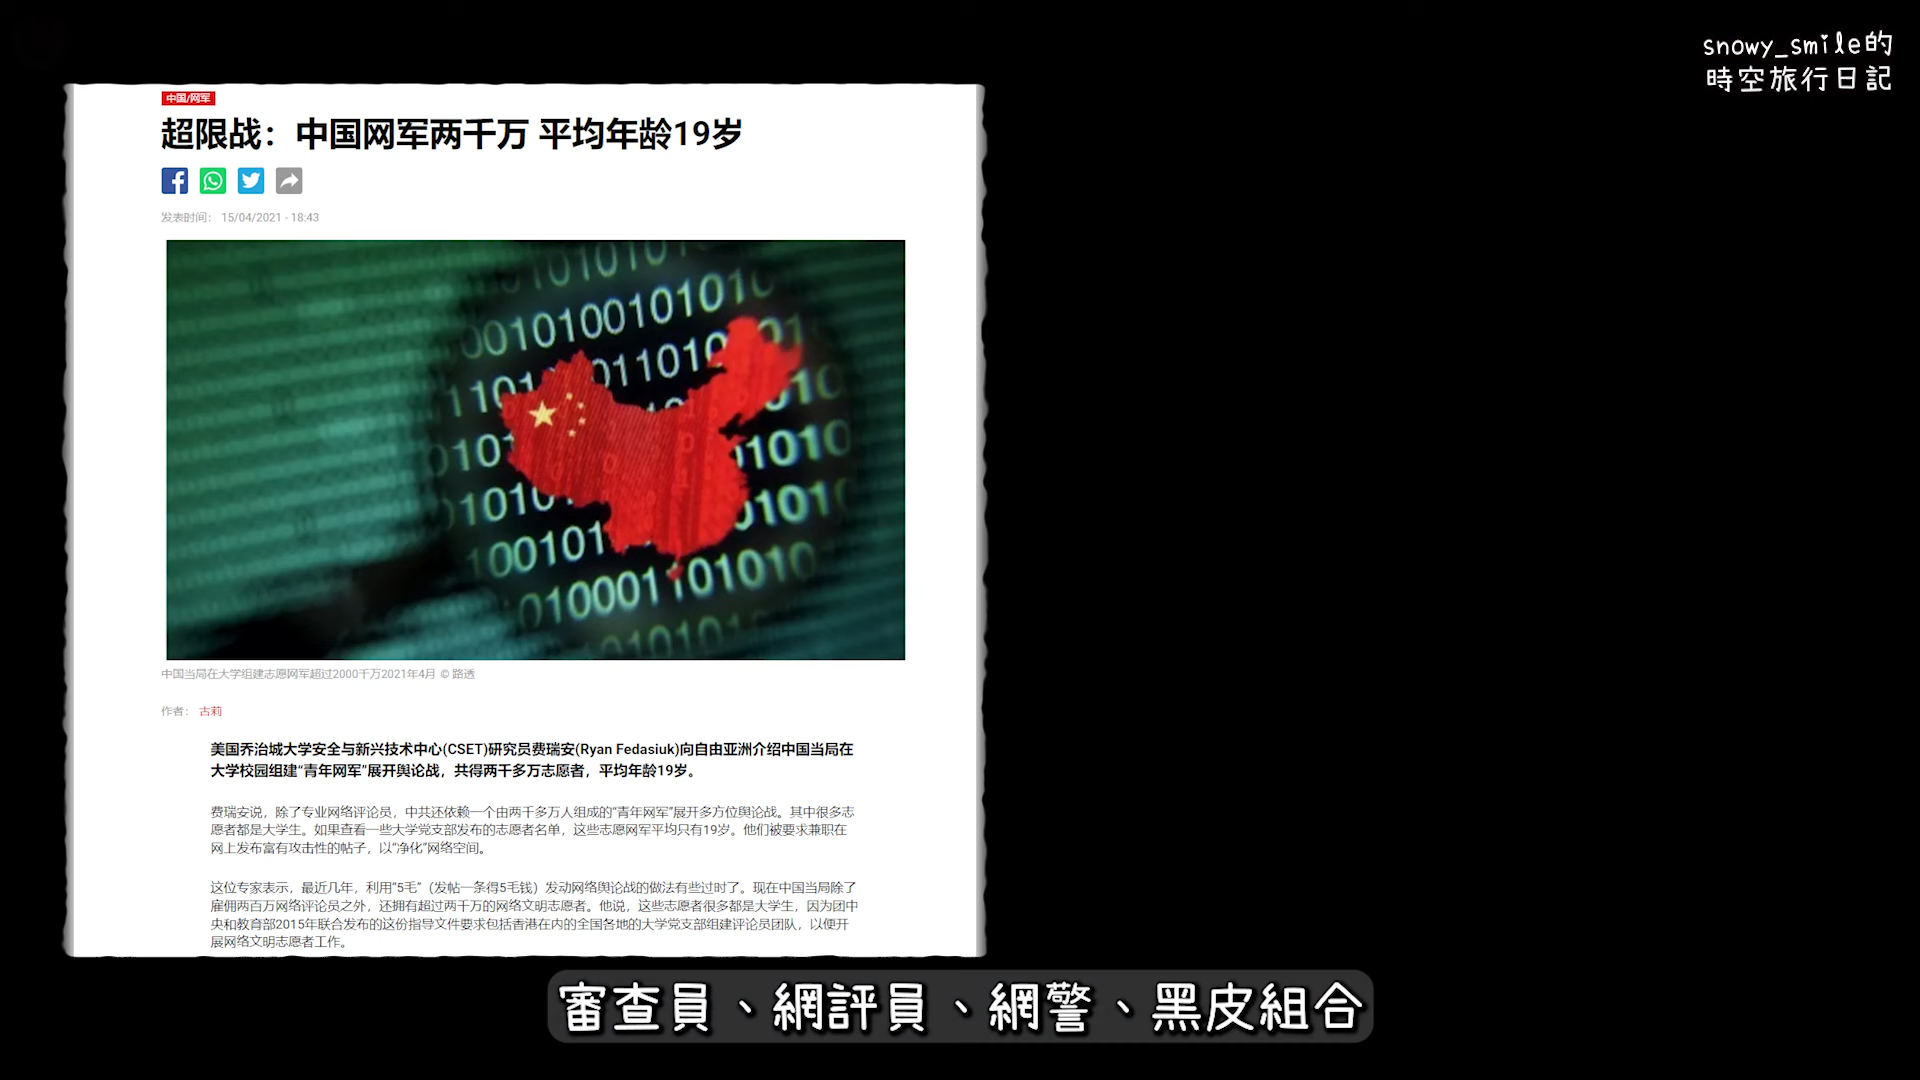 snowy_smile的
時空旅行日記
中国/网军
超限战：中国网军两千万 平均年龄19岁
发表时间： 15/04/2021 - 18:43
中国当局在大学组建志愿网军超过2000千万2021年4月 © 路透
作者： 古莉
美国乔治城大学安全与新兴技术中心(CSET)研究员费瑞安(Ryan Fedasiuk)向自由亚洲介绍中国当局在
大学校园组建“青年网军”展开舆论战，共得两千多万志愿者，平均年龄19岁。
费瑞安说，除了专业网络评论员，中共还依赖一个由两千多万人组成的“青年网军”展开多方位舆论战。其中很多志
愿者都是大学生。如果查看一些大学党支部发布的志愿者名单，这些志愿网军平均只有19岁。他们被要求兼职在
网上发布富有攻击性的帖子，以“净化”网络空间。
这位专家表示，最近几年，利用“5毛”（发帖一条得5毛钱）发动网络舆论战的做法有些过时了。现在中国当局除了
雇佣两百万网络评论员之外，还拥有超过两千万的网络文明志愿者。他说，这些志愿者很多都是大学生，因为团中
央和教育部2015年联合发布的这份指导文件要求包括香港在内的全国各地的大学党支部组建评论员团队，以便开
展网络文明志愿者工作。
審查員、網評員、網警、黑皮組合